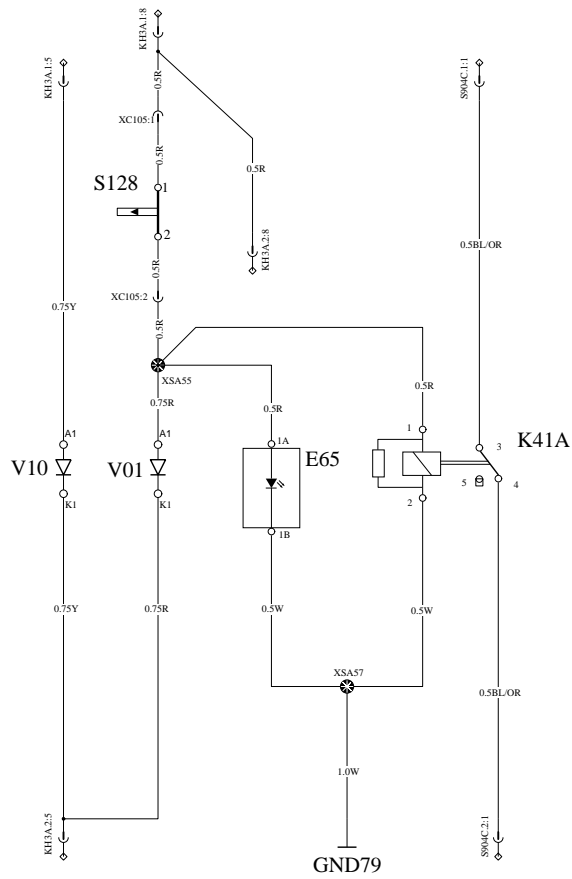 KH3A.1:8
KH3A.1:5
S904C.1:1
0.5R
XC105:1
0.5R
0.5R
S128
1
2
KH3A.2:8
0.5BL/OR
0.5R
XC105:2
0.75Y
0.5R
XSA55
0.5R
0.75R
0.5R
A1
A1
1A
1
3
K41A
V10
V01
E65
5
4
K1
K1
2
1B
0.75Y
0.75R
0.5W
0.5W
XSA57
0.5BL/OR
1.0W
KH3A.2:5
S904C.2:1
GND79